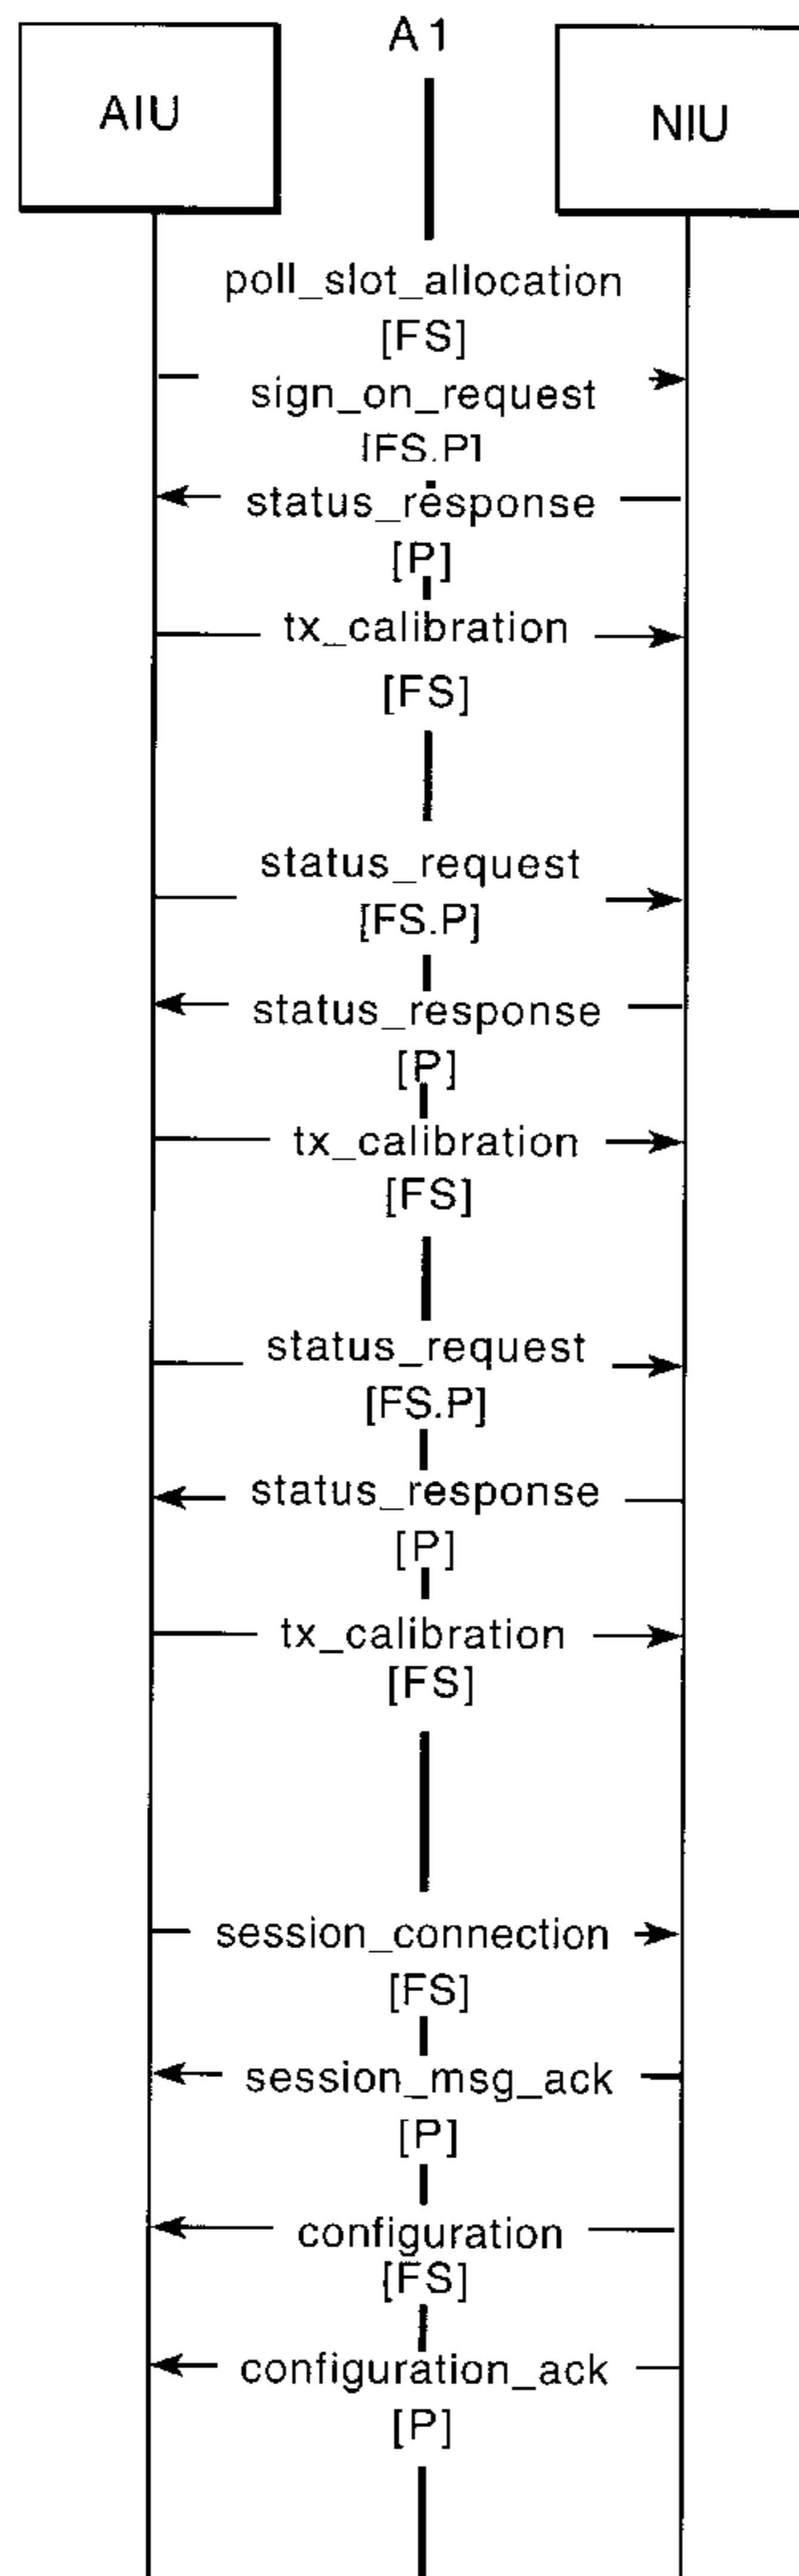 A1
AIU
NIU
poll_slot_allocation
[FS]
sign_on_request
[FS.P]
status_response
[P]
tx_calibration
[FS]
status_request
[FS.P]
status_response
[P]
tx_calibration
[FS]
status_request
[FS.P]
status_response
[P]
tx_calibration
[FS]
session_connection
[FS]
session_msg_ack
[P]
configuration
[FS]
configuration_ack
[P]